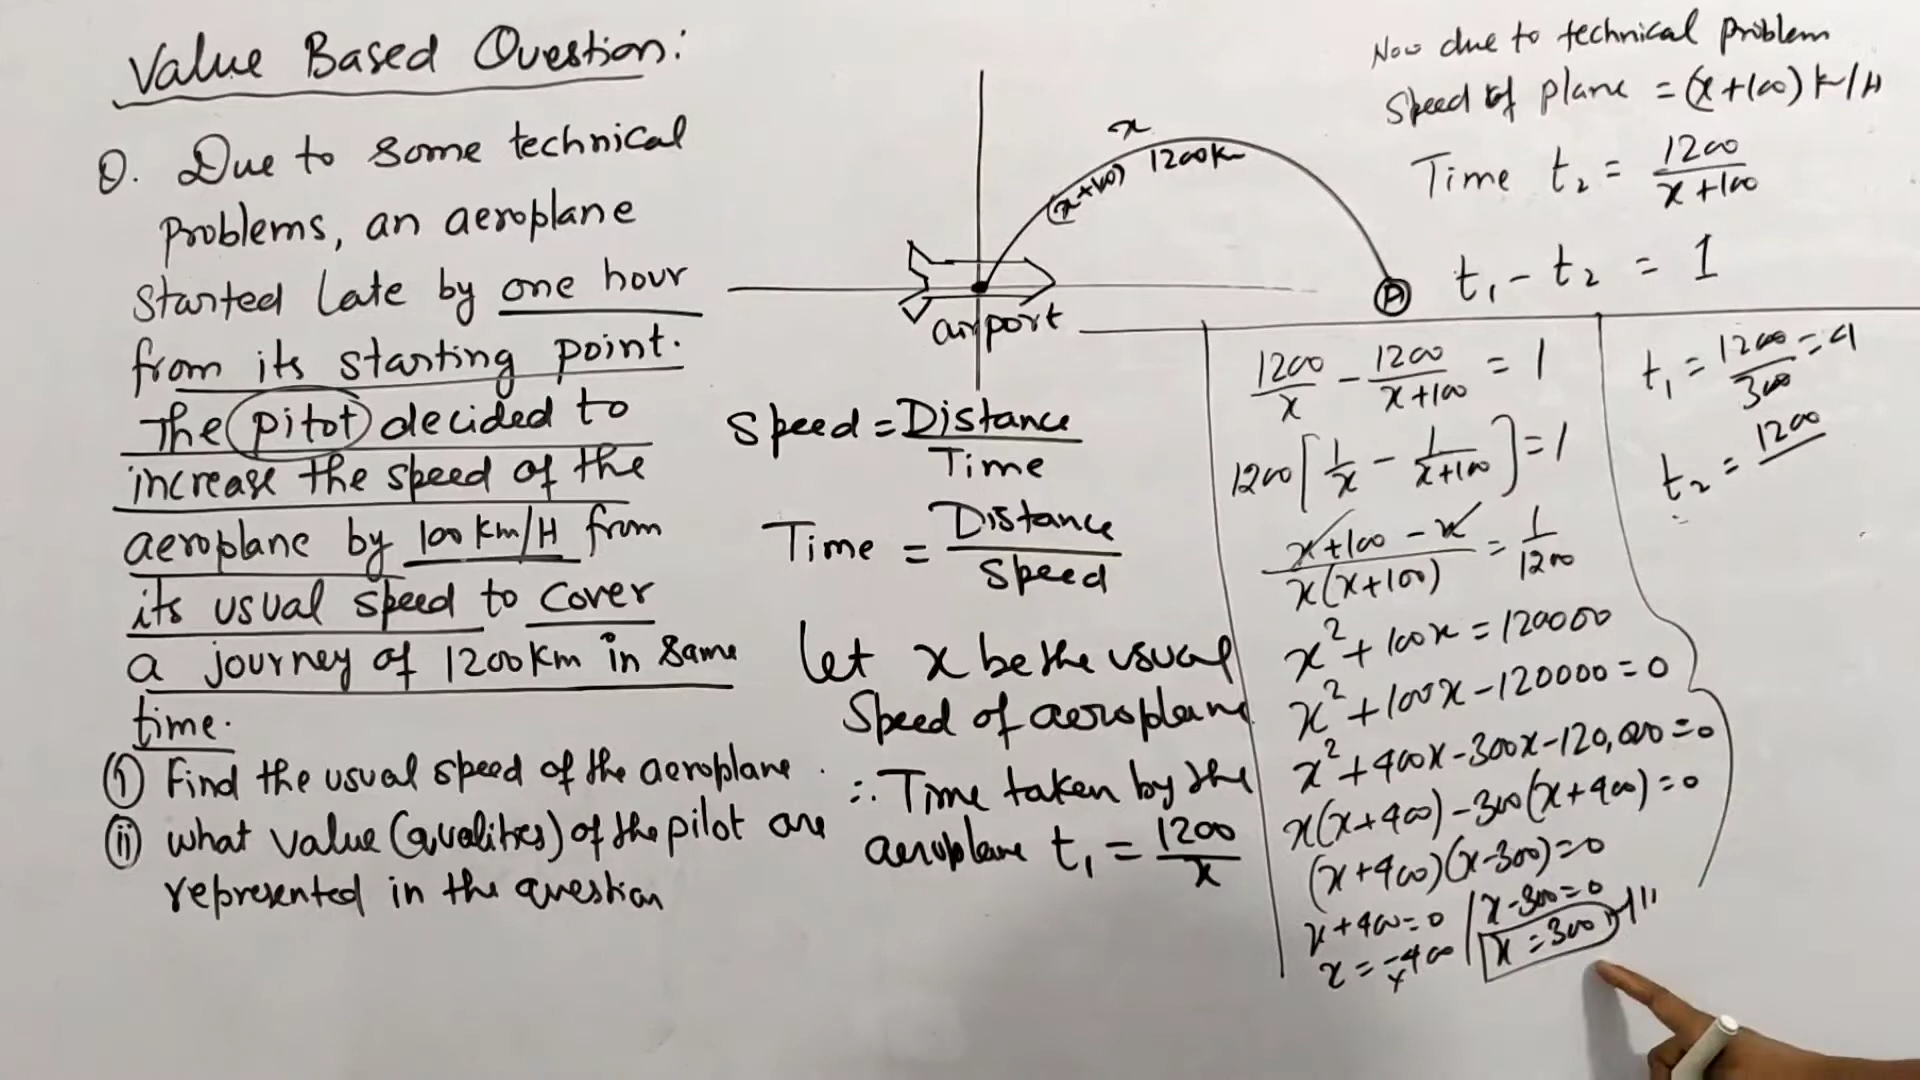 Value Based Question:
Q. Due to some technical
problems, an aeroplane
started late by one hour
from its starting point.
The pitot decided to
increase the speed of the
aeroplane by 100 km/H from
its usual speed to cover
a journey of 1200 km in same
time.
(i) Find the usual speed of the aeroplane.
(ii) what value (qualities) of the pilot are
represented in the question
x
1200k
(x+100)
airport
Speed = Distance / Time
Time = Distance / Speed
let x be the usual
Speed of aeroplane
∴ Time taken by the
aeroplane t₁ = 1200/x
Now due to technical problem
Speed of plane = (x+100) K/H
Time t₂ = 1200/(x+100)
t₁ - t₂ = 1
1200/x - 1200/(x+100) = 1
1200[1/x - 1/(x+100)] = 1
(x+100-x)/(x(x+100)) = 1/1200
x² + 100x = 120000
x² + 100x - 120000 = 0
x² + 400x - 300x - 120,000 = 0
x(x+400) - 300(x+400) = 0
(x+400)(x-300) = 0
x+400=0 | x-300=0
x = -400 | x = 300
t₁ = 1200/300 = 4
t₂ = 1200